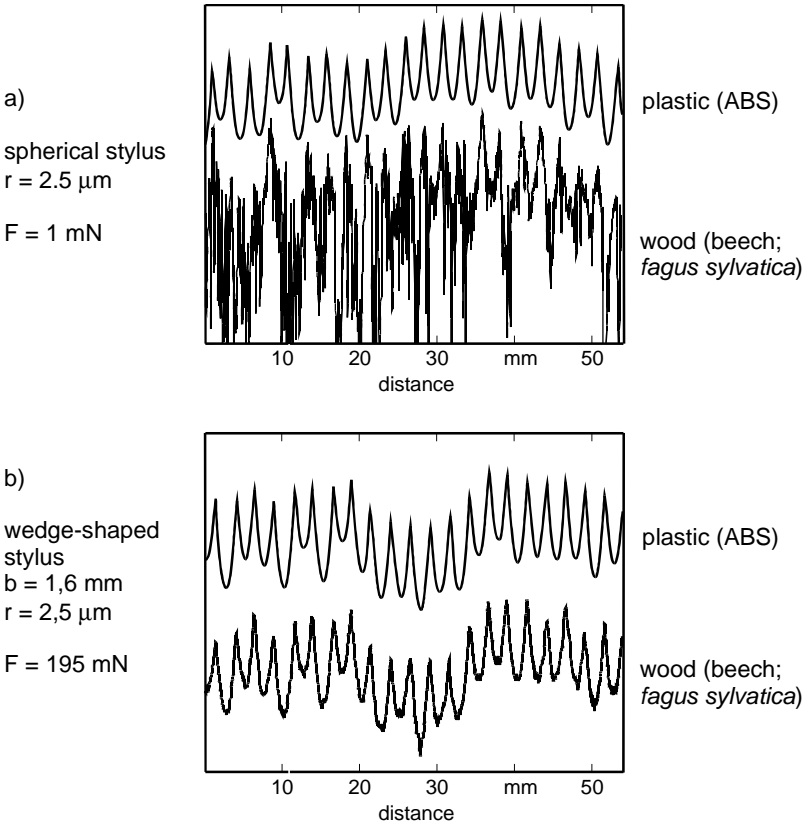 a)
spherical stylus
r = 2.5 μm
F = 1 mN
plastic (ABS)
wood (beech;
fagus sylvatica)
10 20 30 mm 50
distance
b)
wedge-shaped
stylus
b = 1,6 mm
r = 2,5 μm
F = 195 mN
plastic (ABS)
wood (beech;
fagus sylvatica)
10 20 30 mm 50
distance